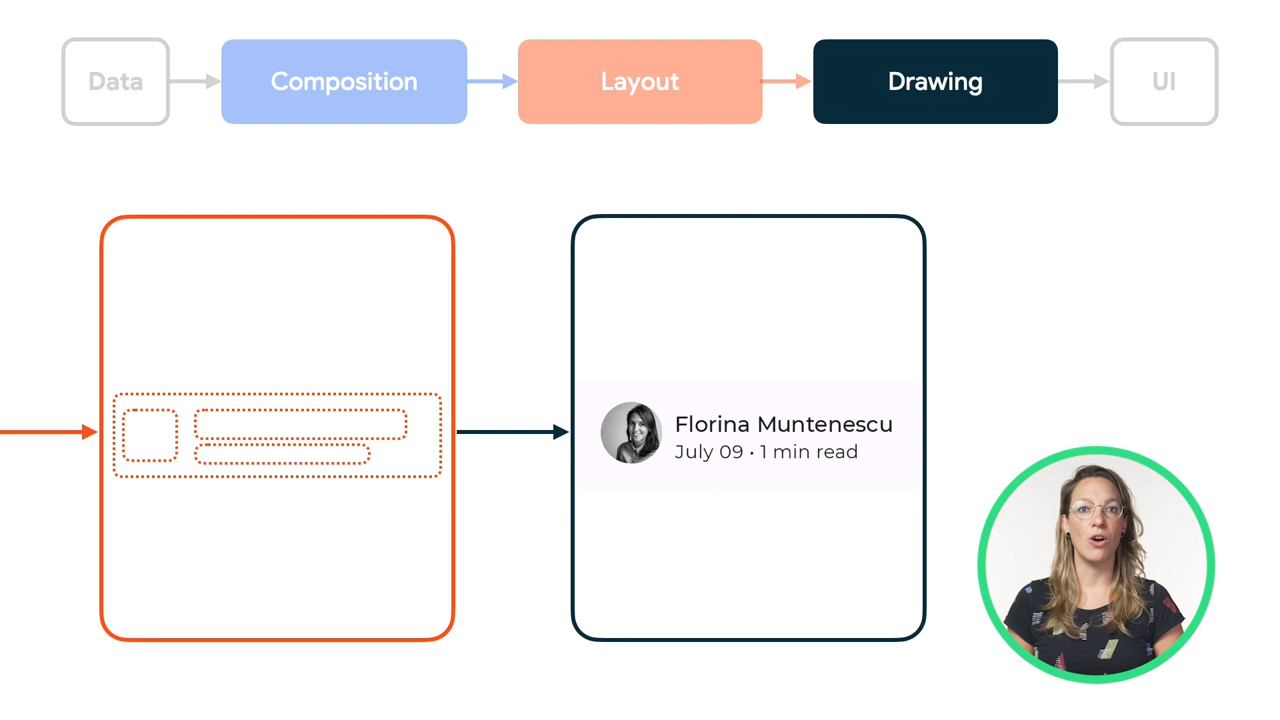 Data
Composition
Layout
Drawing
UI
Florina Muntenescu
July 09 • 1 min read